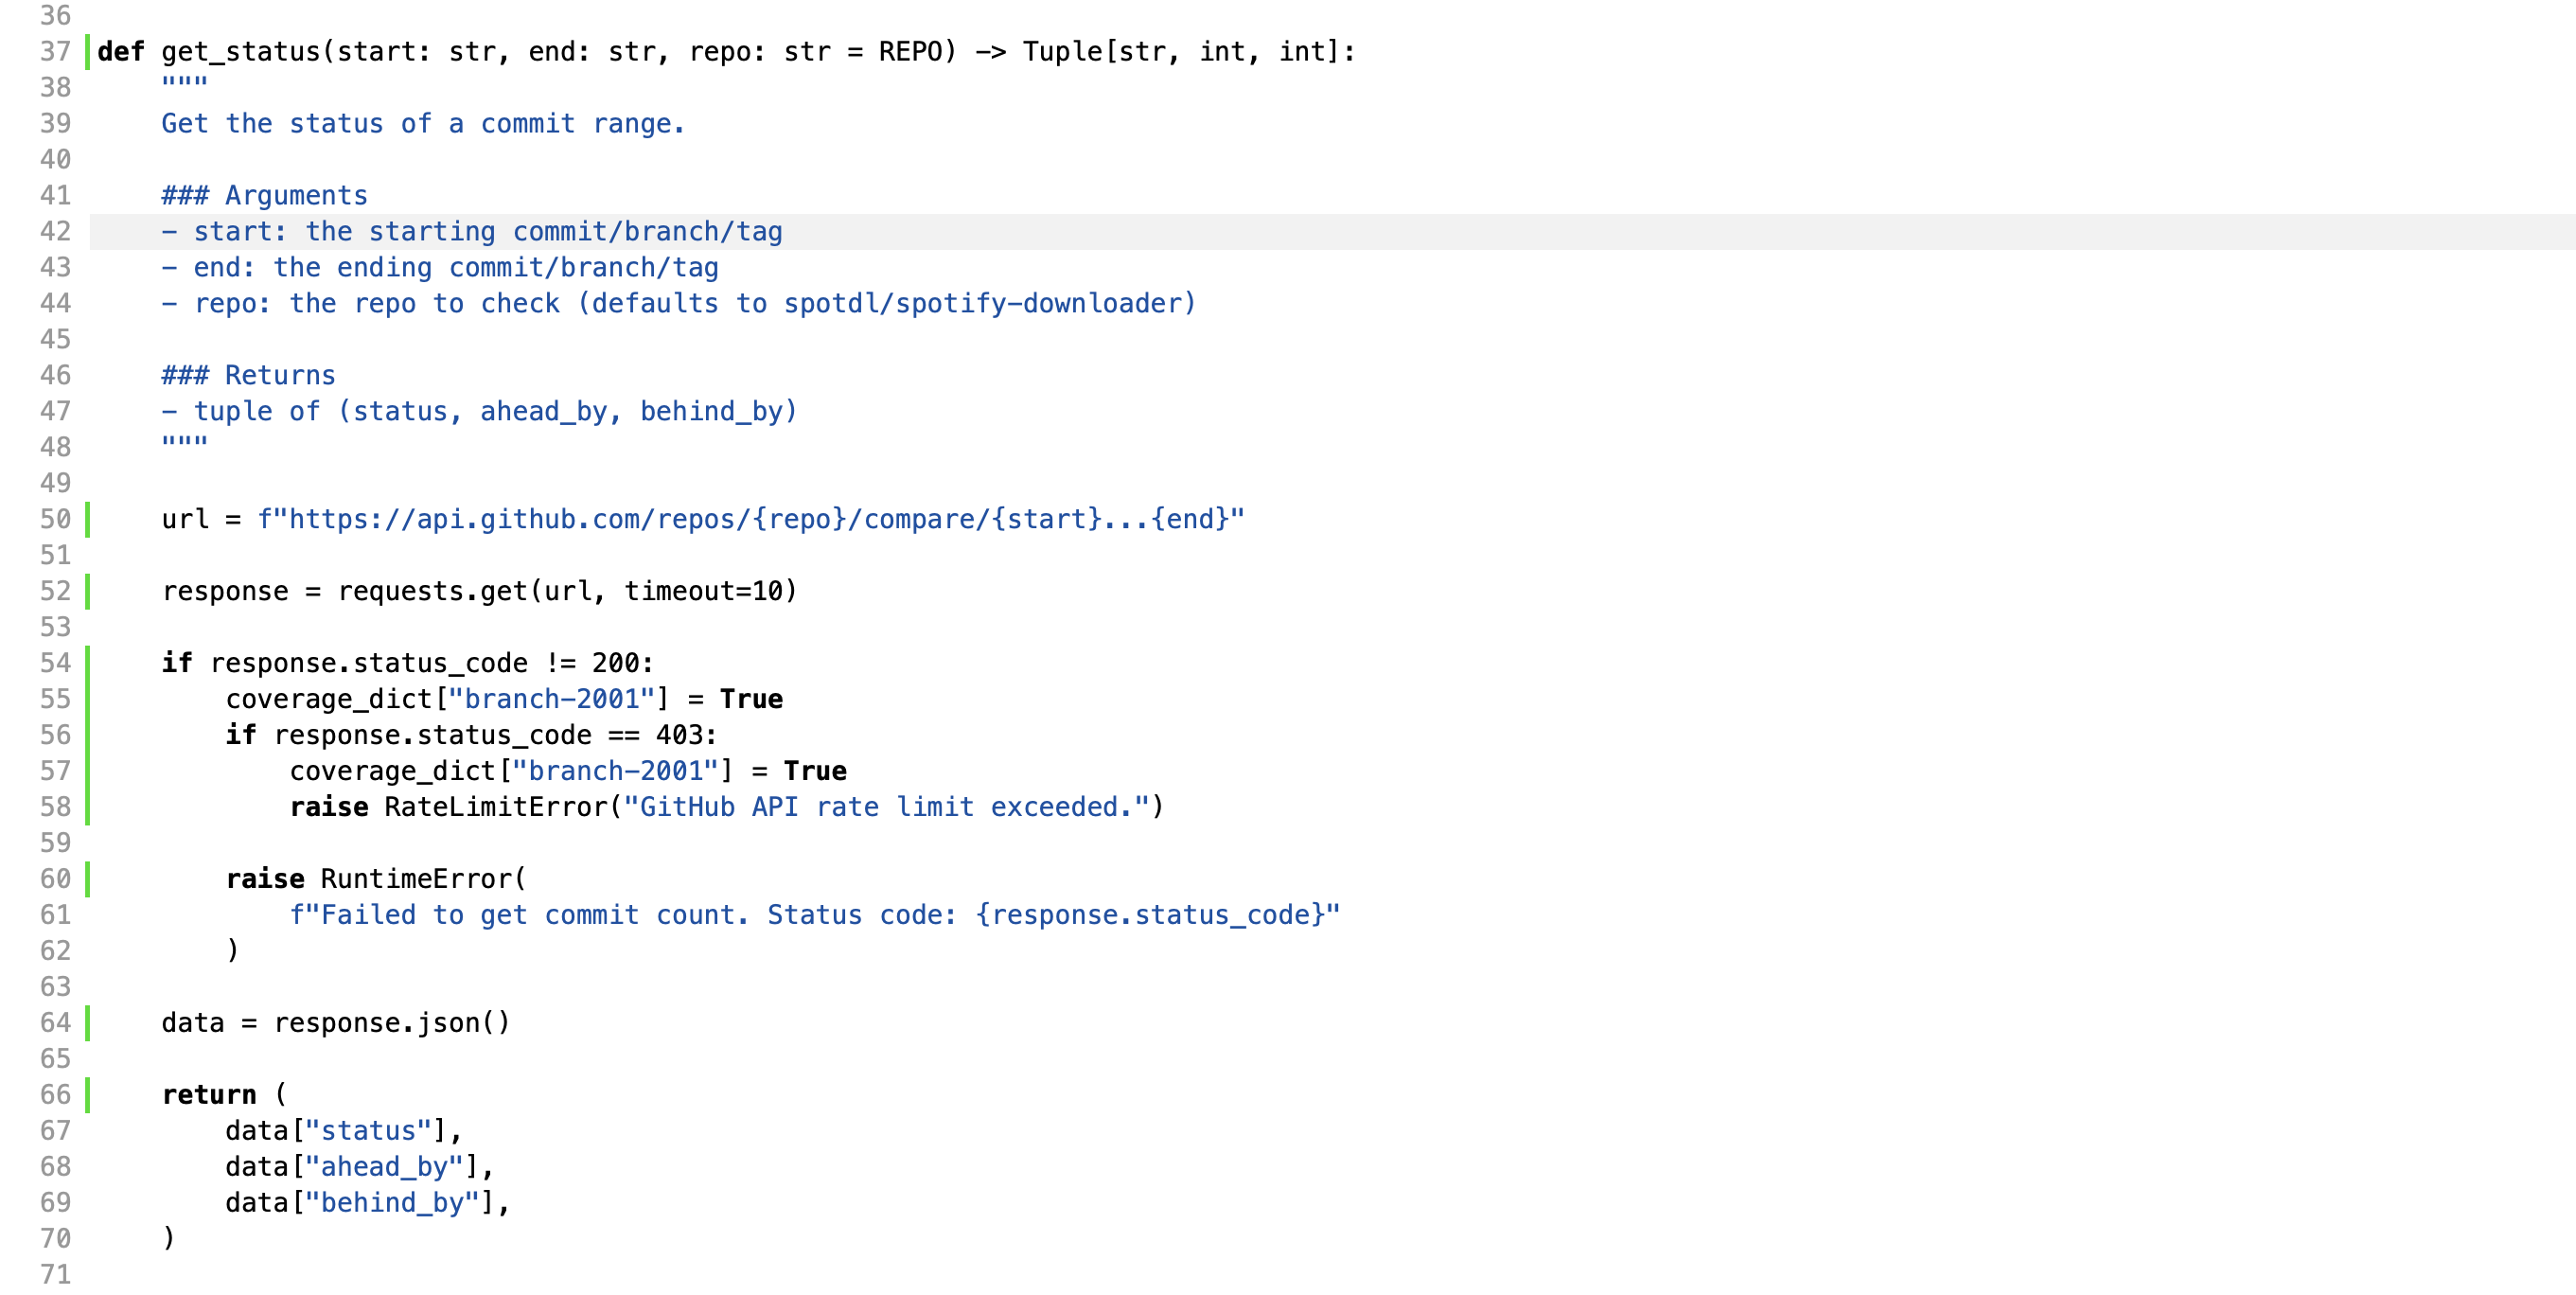 36
37 def get_status(start: str, end: str, repo: str = REPO) -> Tuple[str, int, int]:
38     """
39     Get the status of a commit range.
40
41     ### Arguments
42     - start: the starting commit/branch/tag
43     - end: the ending commit/branch/tag
44     - repo: the repo to check (defaults to spotdl/spotify-downloader)
45
46     ### Returns
47     - tuple of (status, ahead_by, behind_by)
48     """
49
50     url = f"https://api.github.com/repos/{repo}/compare/{start}...{end}"
51
52     response = requests.get(url, timeout=10)
53
54     if response.status_code != 200:
55         coverage_dict["branch-2001"] = True
56         if response.status_code == 403:
57             coverage_dict["branch-2001"] = True
58             raise RateLimitError("GitHub API rate limit exceeded.")
59
60         raise RuntimeError(
61             f"Failed to get commit count. Status code: {response.status_code}"
62         )
63
64     data = response.json()
65
66     return (
67         data["status"],
68         data["ahead_by"],
69         data["behind_by"],
70     )
71